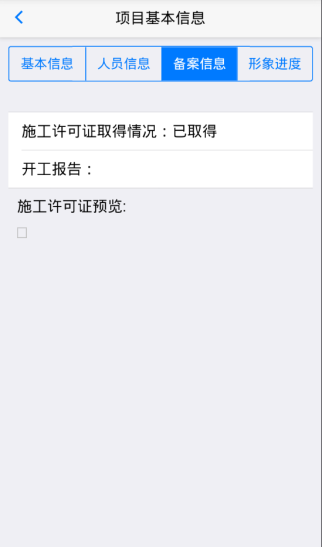 项目基本信息
基本信息 人员信息 备案信息 形象进度
施工许可证取得情况：已取得
开工报告：
施工许可证预览: